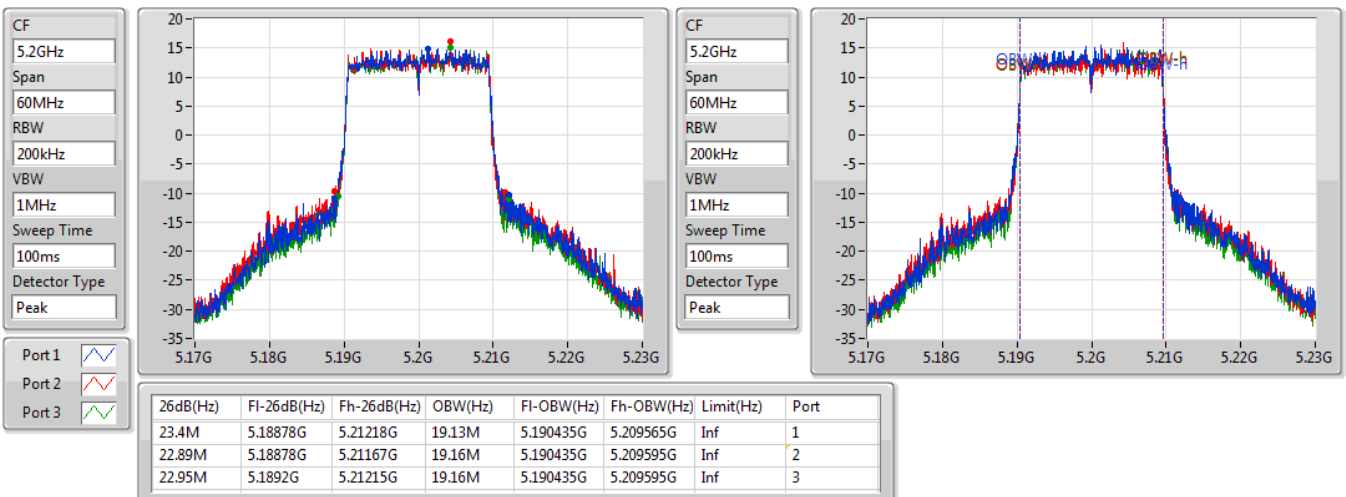 CF
5.2GHz
Span
60MHz
RBW
200kHz
VBW
1MHz
Sweep Time
100ms
Detector Type
Peak
20
15
10
5
0
-5
-10
-15
-20
-25
-30
-35
5.17G 5.18G 5.19G 5.2G 5.21G 5.22G 5.23G
CF
5.2GHz
Span
60MHz
RBW
200kHz
VBW
1MHz
Sweep Time
100ms
Detector Type
Peak
20
15
10
5
0
-5
-10
-15
-20
-25
-30
-35
5.17G 5.18G 5.19G 5.2G 5.21G 5.22G 5.23G
Port 1
Port 2
Port 3
26dB(Hz) Fl-26dB(Hz) Fh-26dB(Hz) OBW(Hz) Fl-OBW(Hz) Fh-OBW(Hz) Limit(Hz) Port
23.4M 5.18878G 5.21218G 19.13M 5.190435G 5.209565G Inf 1
22.89M 5.18878G 5.21167G 19.16M 5.190435G 5.209595G Inf 2
22.95M 5.1892G 5.21215G 19.16M 5.190435G 5.209595G Inf 3